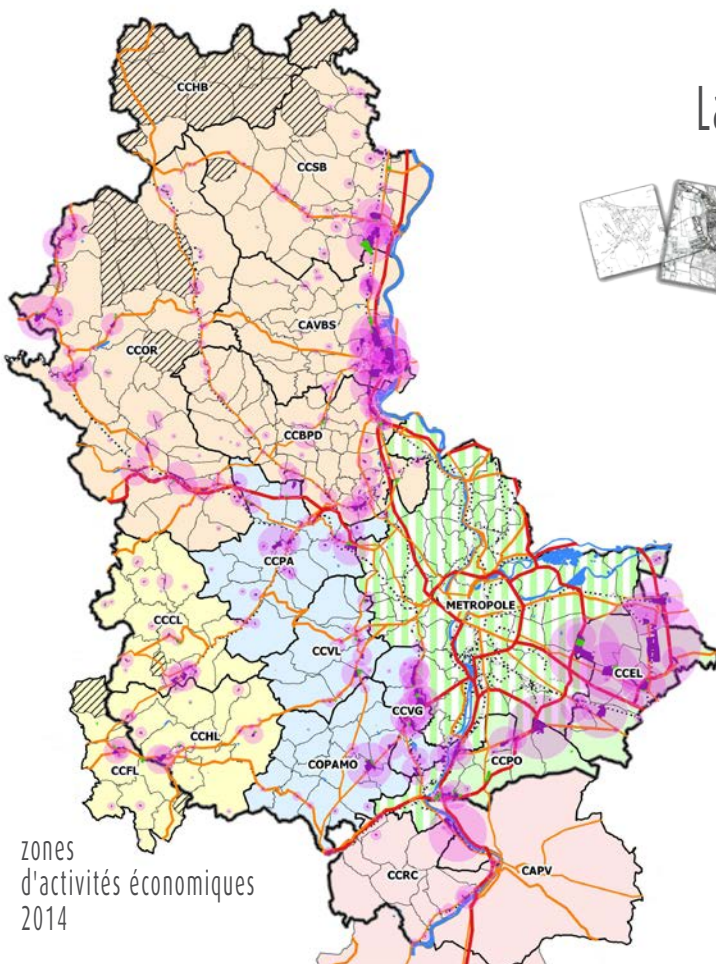 La
CCHB
CCSB
CAVBS
CCOR
CCBPD
CCPA
METROPOLE
CCCL
CCVL
CCEL
CCVG
CCHL
CCPO
COPAMO
CCFL
zones
d'activités économiques
2014
CCRC
CAPV